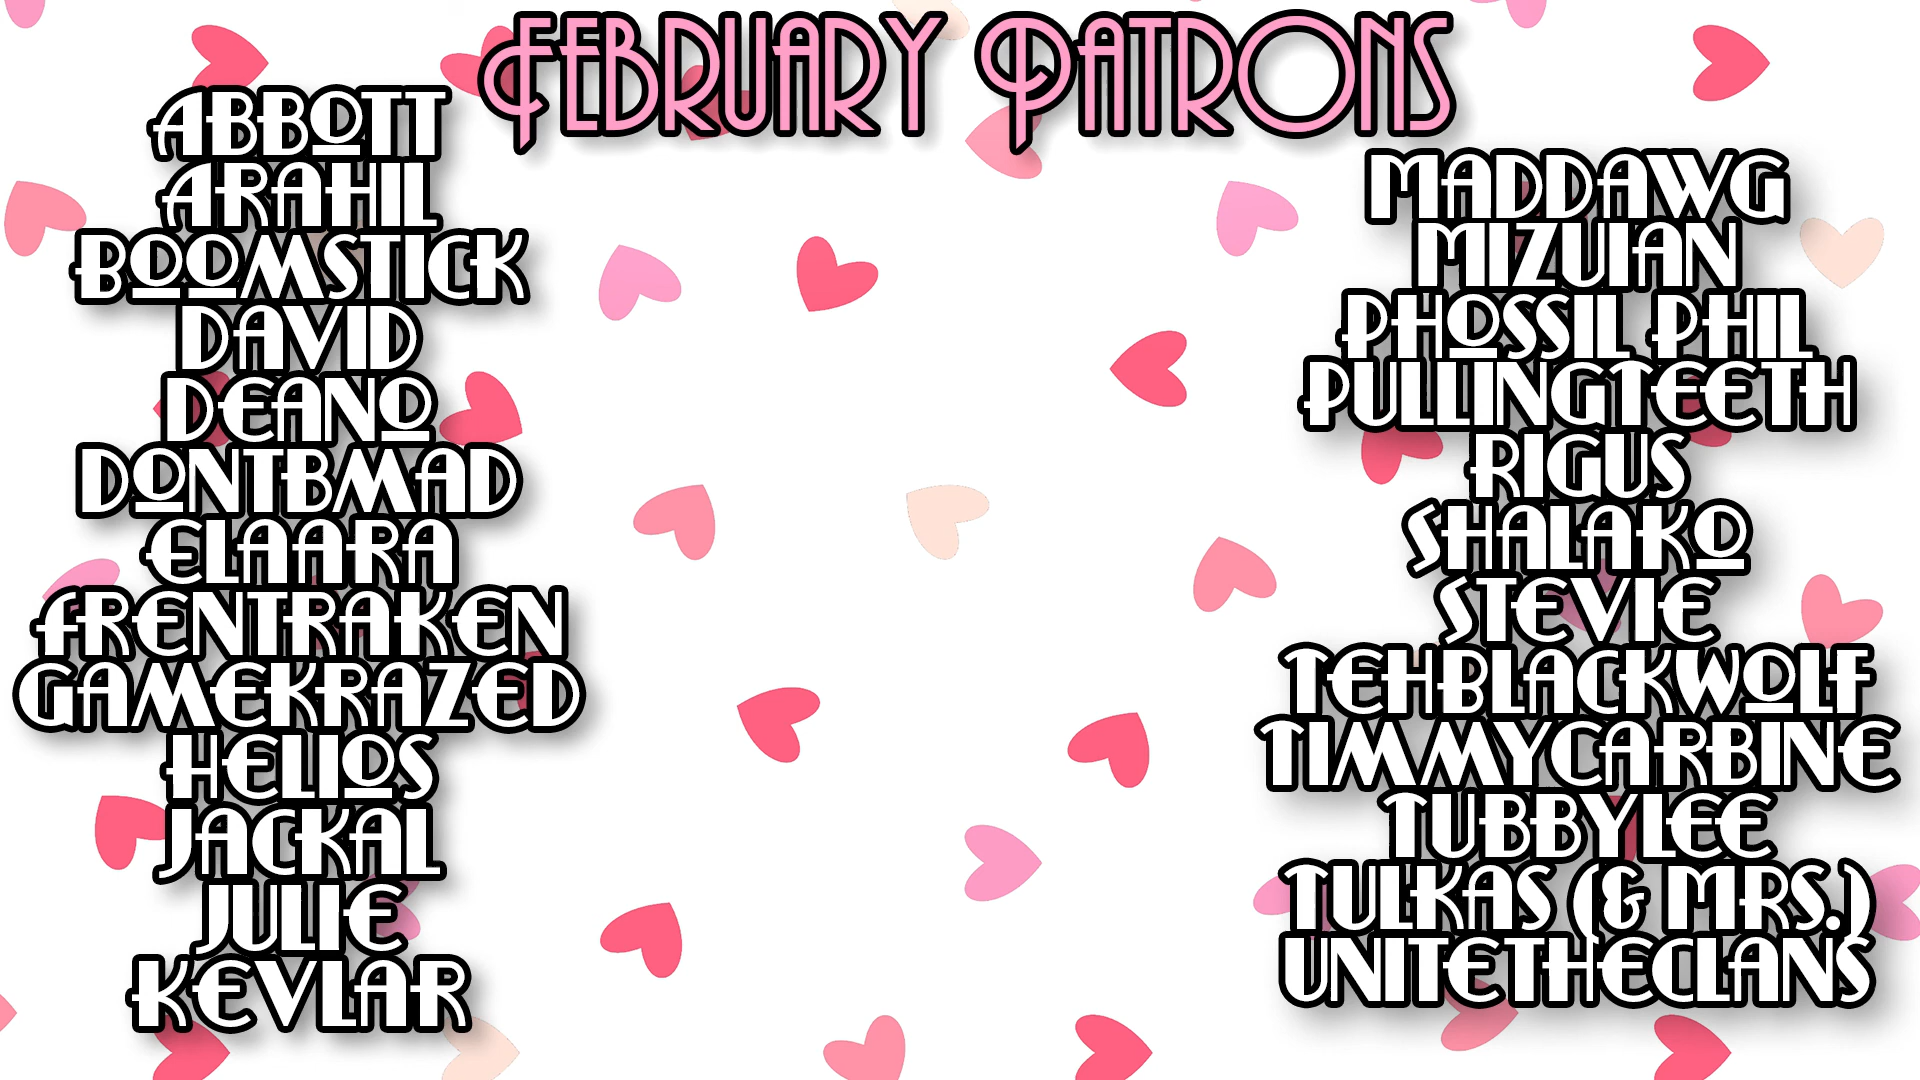 February Patrons
Abbott
Arahil
Boomstick
David
Deano
Dontbmad
Elaara
Frentraken
Gamekrazed
Helios
Jackal
Julie
Kevlar
Maddawg
Mizuian
Phossil Phil
PullingTeeth
Rigus
Shalako
Stevie
Tehblackwolf
Timmycarbine
Tubbylee
Tulkas (& Mrs.)
Unitetheclans